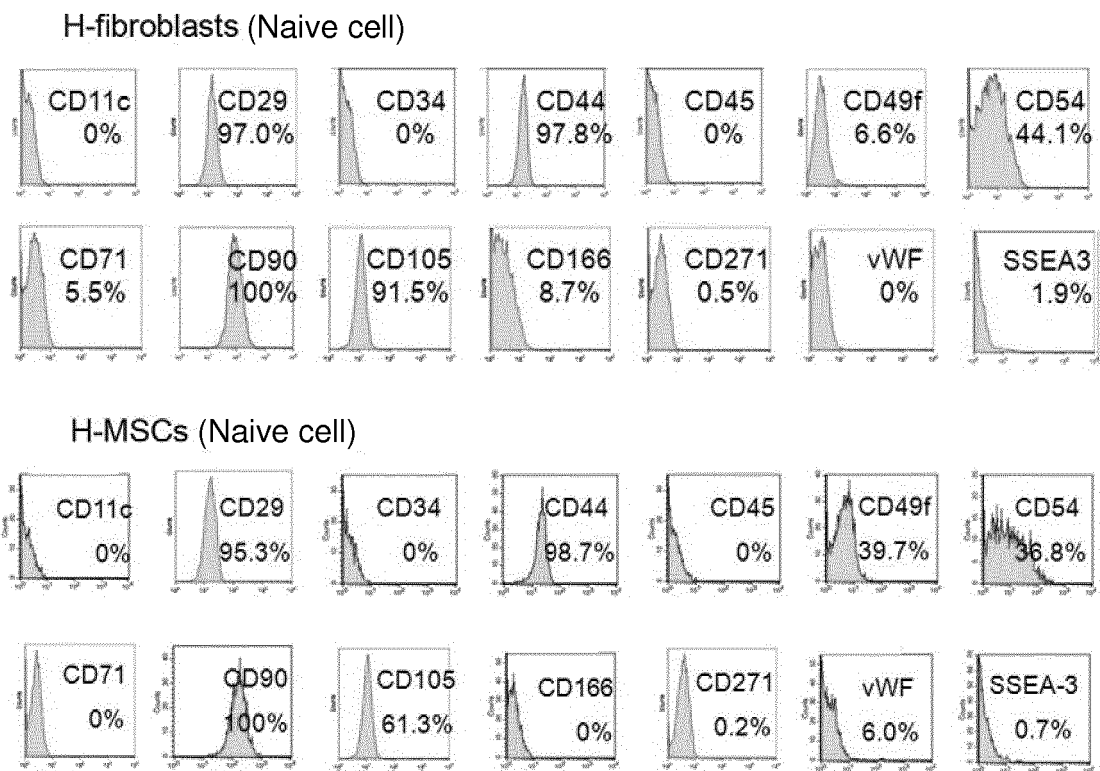 H-fibroblasts (Naive cell)
CD11c CD29 CD34 CD44 CD45 CD49f CD54
0% 97.0% 0% 97.8% 0% 6.6% 44.1%
CD71 CD90 CD105 CD166 CD271 vWF SSEA3
5.5% 100% 91.5% 8.7% 0.5% 0% 1.9%
H-MSCs (Naive cell)
CD11c CD29 CD34 CD44 CD45 CD49f CD54
0% 95.3% 0% 98.7% 0% 39.7% 36.8%
CD71 CD90 CD105 CD166 CD271 vWF SSEA-3
0% 100% 61.3% 0% 0.2% 6.0% 0.7%